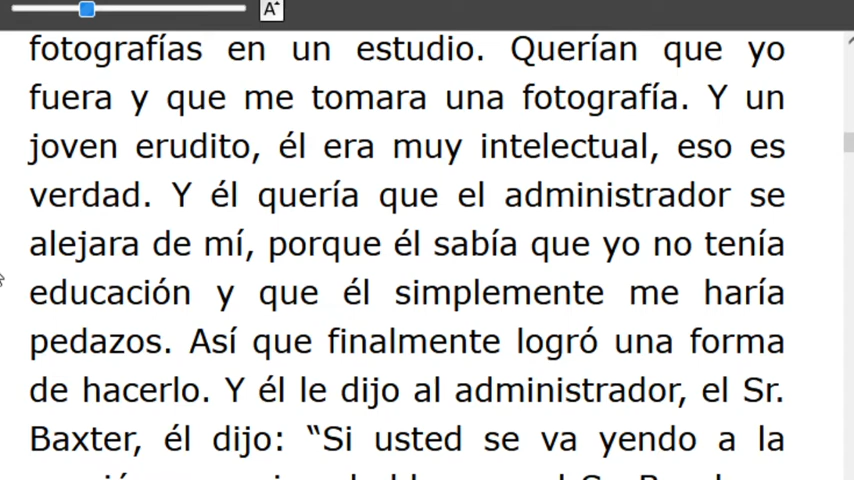 A
fotografías en un estudio. Querían que yo
fuera y que me tomara una fotografía. Y un
joven erudito, él era muy intelectual, eso es
verdad. Y él quería que el administrador se
alejara de mí, porque él sabía que yo no tenía
educación y que él simplemente me haría
pedazos. Así que finalmente logró una forma
de hacerlo. Y él le dijo al administrador, el Sr.
Baxter, él dijo: “Si usted se va yendo a la